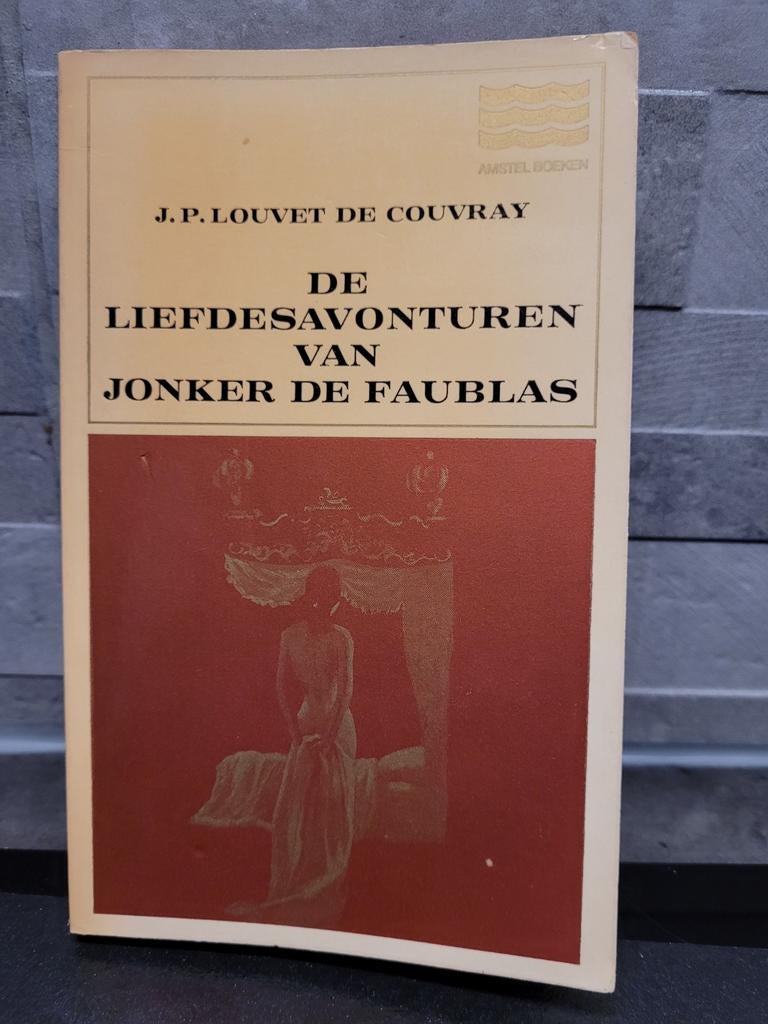 AMSTEL BOEKEN
J. P. LOUVET DE COUVRAY
DE
LIEFDESAVONTUREN
VAN
JONKER DE FAUBLAS